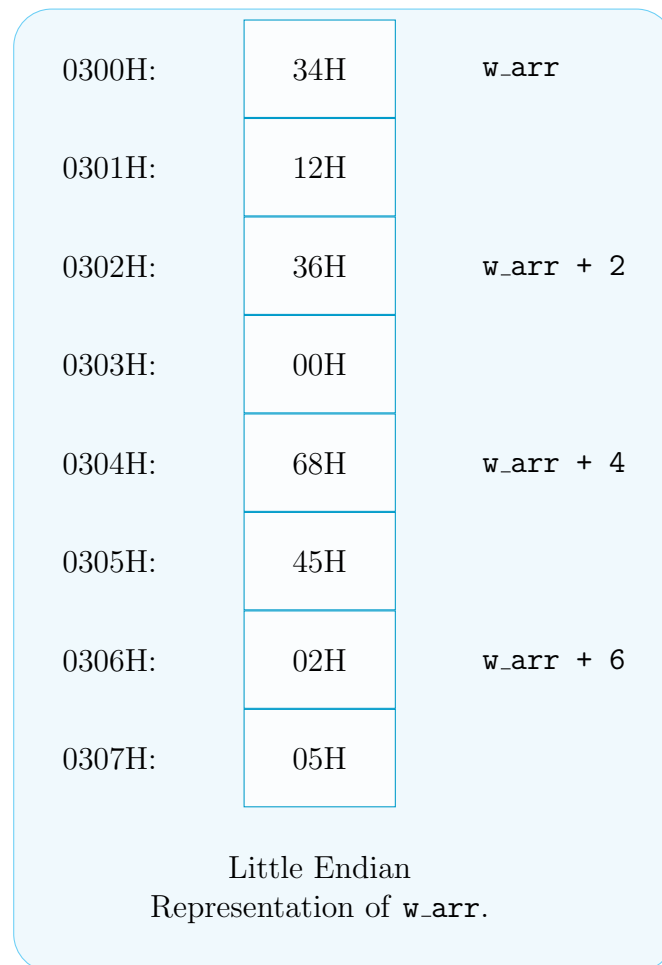 0300H: 34H w_arr
0301H: 12H
0302H: 36H w_arr + 2
0303H: 00H
0304H: 68H w_arr + 4
0305H: 45H
0306H: 02H w_arr + 6
0307H: 05H
Little Endian
Representation of w_arr.